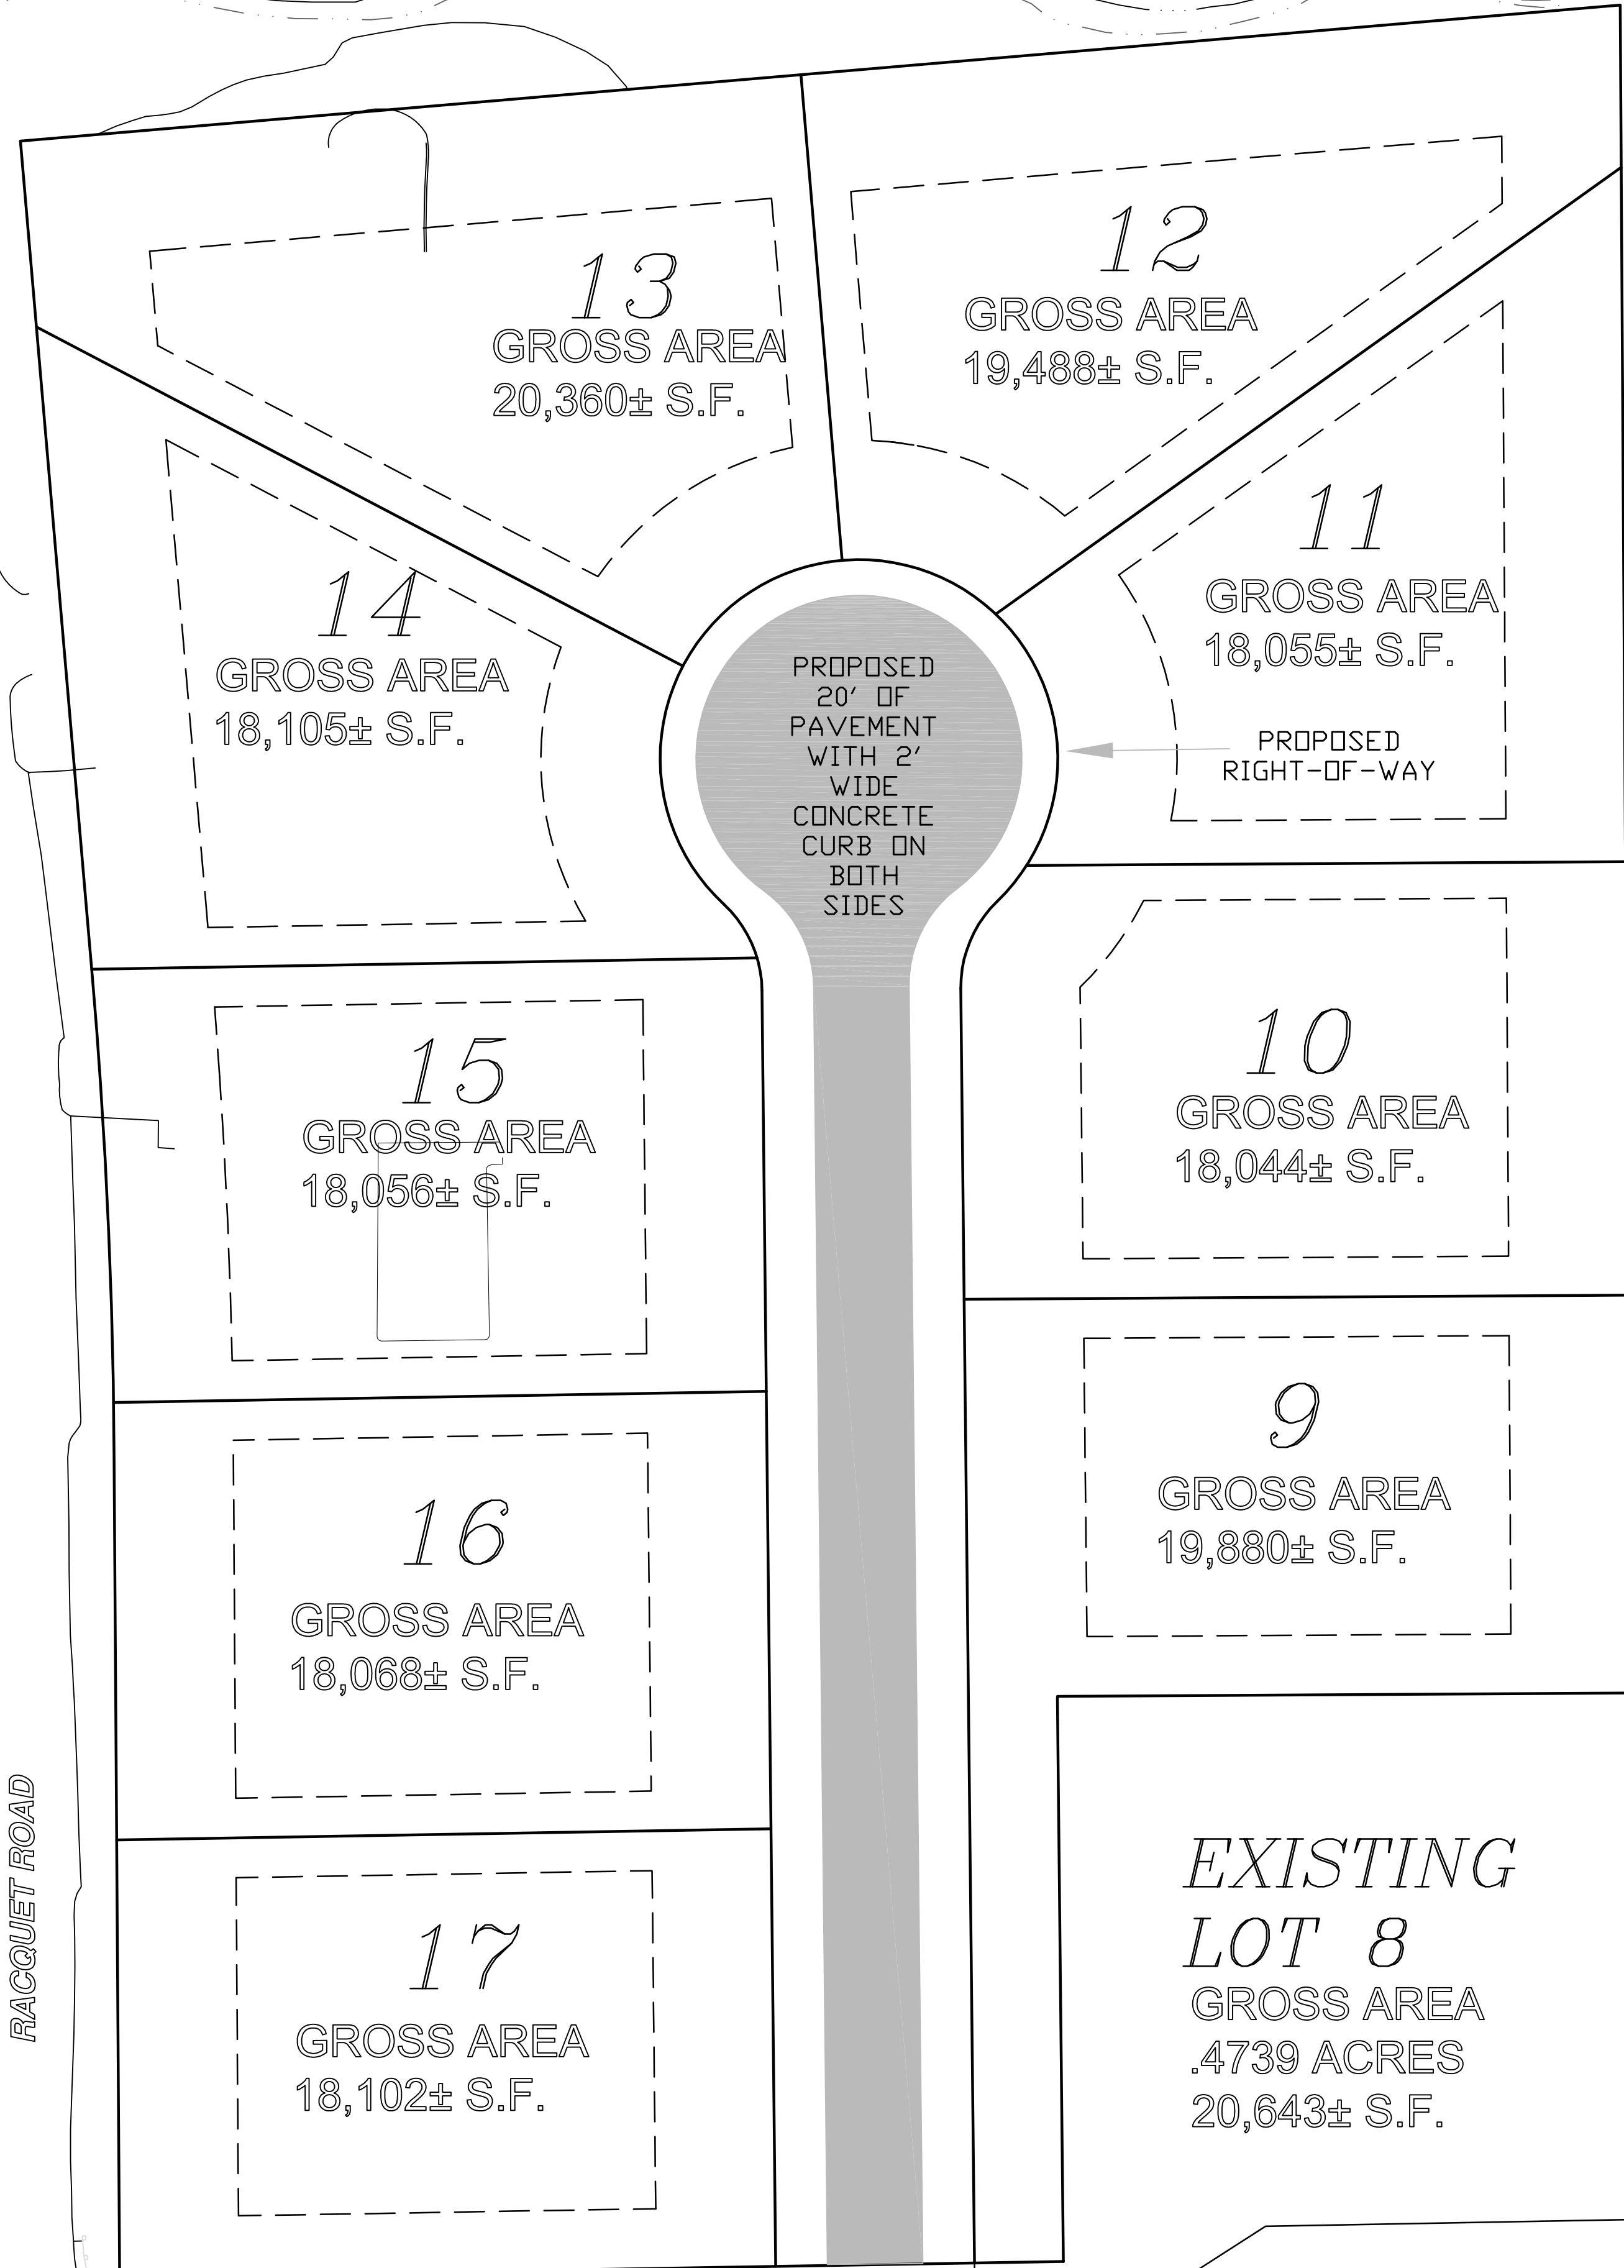 13
GROSS AREA
20,360± S.F.
12
GROSS AREA
19,488± S.F.
14
GROSS AREA
18,105± S.F.
PROPOSED
20' OF
PAVEMENT
WITH 2'
WIDE
CONCRETE
CURB ON
BOTH
SIDES
11
GROSS AREA
18,055± S.F.
PROPOSED
RIGHT-OF-WAY
15
GROSS AREA
18,056± S.F.
10
GROSS AREA
18,044± S.F.
16
GROSS AREA
18,068± S.F.
9
GROSS AREA
19,880± S.F.
RACQUET ROAD
17
GROSS AREA
18,102± S.F.
EXISTING
LOT 8
GROSS AREA
.4739 ACRES
20,643± S.F.